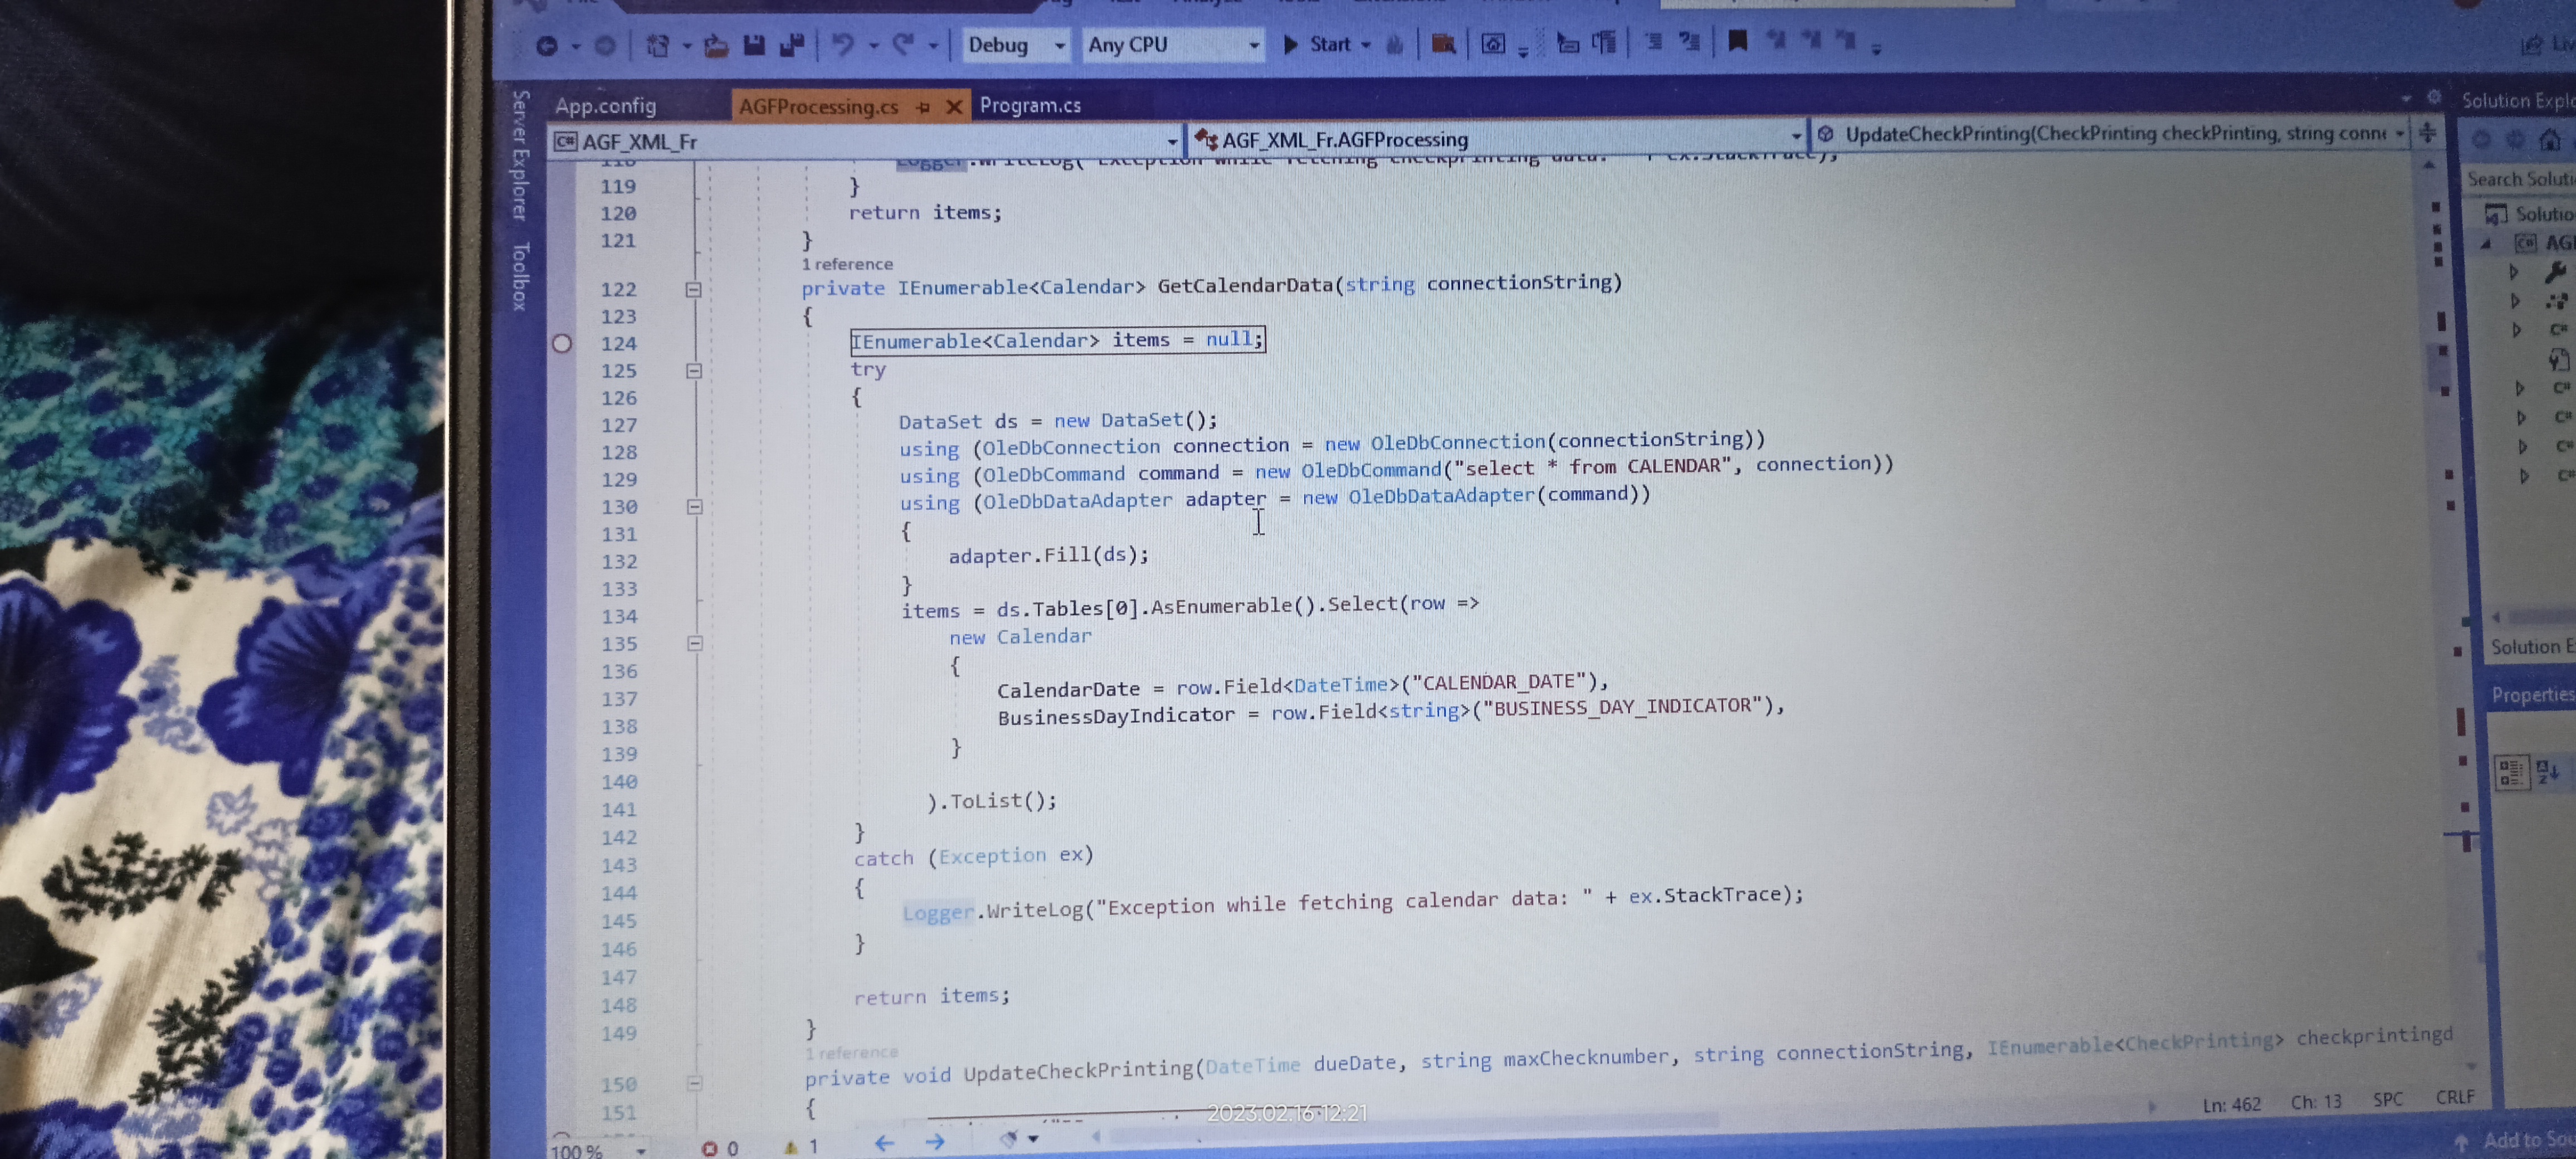 Debug Any CPU Start
Server Explorer
Toolbox
App.config AGFProcessing.cs Program.cs
Solution Explo
AGF_XML_Fr AGF_XML_Fr.AGFProcessing UpdateCheckPrinting(CheckPrinting checkPrinting, string conne
Search Soluti
Solutio
AGF
119 }
120 return items;
121 }
1 reference
122 private IEnumerable<Calendar> GetCalendarData(string connectionString)
123 {
124 IEnumerable<Calendar> items = null;
125 try
126 {
127 DataSet ds = new DataSet();
128 using (OleDbConnection connection = new OleDbConnection(connectionString))
129 using (OleDbCommand command = new OleDbCommand("select * from CALENDAR", connection))
130 using (OleDbDataAdapter adapter = new OleDbDataAdapter(command))
131 {
132 adapter.Fill(ds);
133 }
134 items = ds.Tables[0].AsEnumerable().Select(row =>
135 new Calendar
136 {
137 CalendarDate = row.Field<DateTime>("CALENDAR_DATE"),
138 BusinessDayIndicator = row.Field<string>("BUSINESS_DAY_INDICATOR"),
139 }
140
141 ).ToList();
142 }
143 catch (Exception ex)
144 {
145 Logger.WriteLog("Exception while fetching calendar data: " + ex.StackTrace);
146 }
147
148 return items;
149 }
1 reference
150 private void UpdateCheckPrinting(DateTime dueDate, string maxChecknumber, string connectionString, IEnumerable<CheckPrinting> checkprintingd
151 {
Solution E
Properties
2023.02.16 12:21
Ln: 462 Ch: 13 SPC CRLF
100 % 0 1
Add to Sou